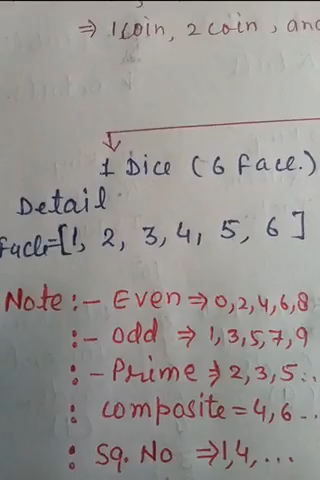 ⇒ 1 coin, 2 coin, and
1 Dice (6 face.)
Detail
face=[1, 2, 3, 4, 5, 6]
Note :- Even ⇒ 0,2,4,6,8
:- odd ⇒ 1,3,5,7,9
:- Prime ⇒ 2,3,5..
: composite = 4,6..
: Sq. No ⇒ 1,4,...